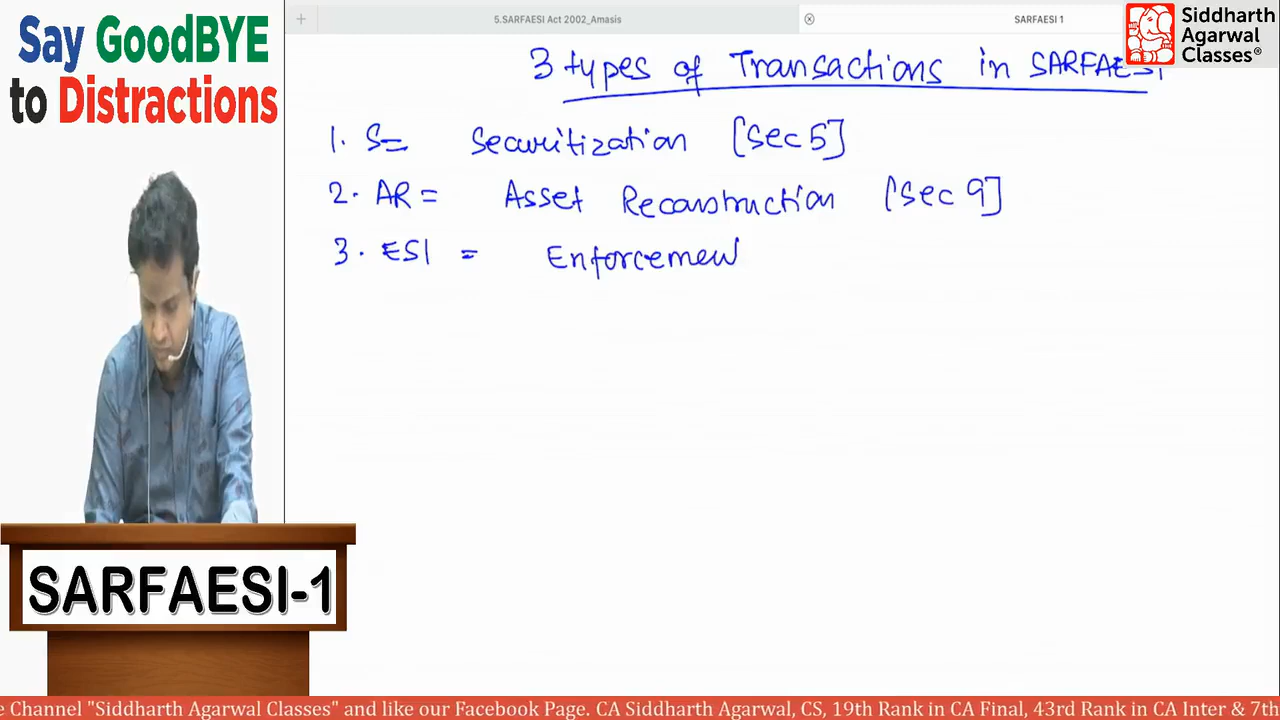 Say GoodBYE
to Distractions
5.SARFAESI Act 2002_Amasis
SARFAESI 1
Siddharth
Agarwal
Classes®
3 types of Transactions in SARFAESI
1. S= Securitization [Sec 5]
2. AR = Asset Reconstruction [Sec 9]
3. ESI = Enforcement
SARFAESI-1
e Channel "Siddharth Agarwal Classes" and like our Facebook Page. CA Siddharth Agarwal, CS, 19th Rank in CA Final, 43rd Rank in CA Inter & 7th